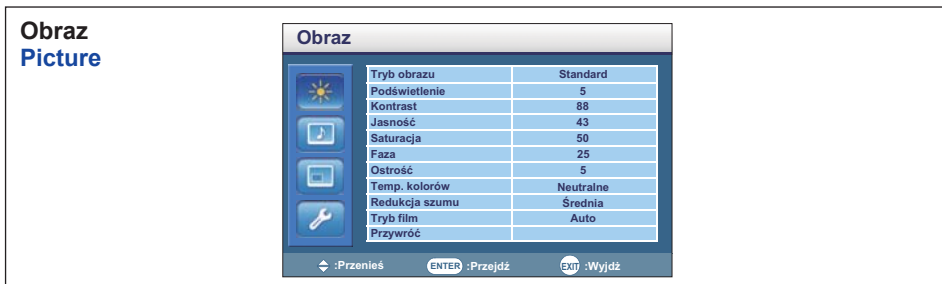 Obraz
Picture
Obraz
Tryb obrazu Standard
Podświetlenie 5
Kontrast 88
Jasność 43
Saturacja 50
Faza 25
Ostrość 5
Temp. kolorów Neutralne
Redukcja szumu Średnia
Tryb film Auto
Przywróć
:Przenieś ENTER :Przejdź EXIT :Wyjdź